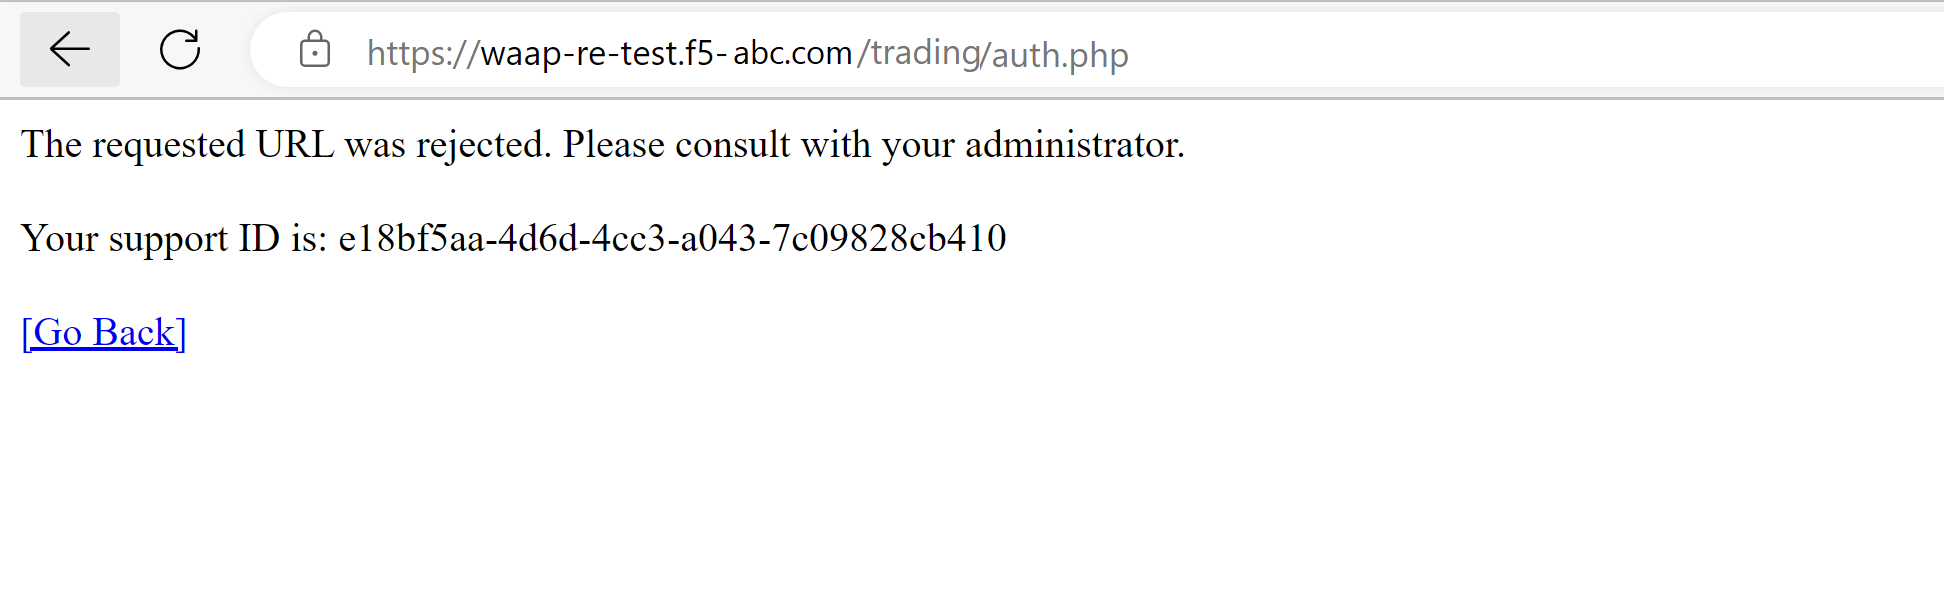 https://waap-re-test.f5-abc.com/trading/auth.php
The requested URL was rejected. Please consult with your administrator.
Your support ID is: e18bf5aa-4d6d-4cc3-a043-7c09828cb410
[Go Back]